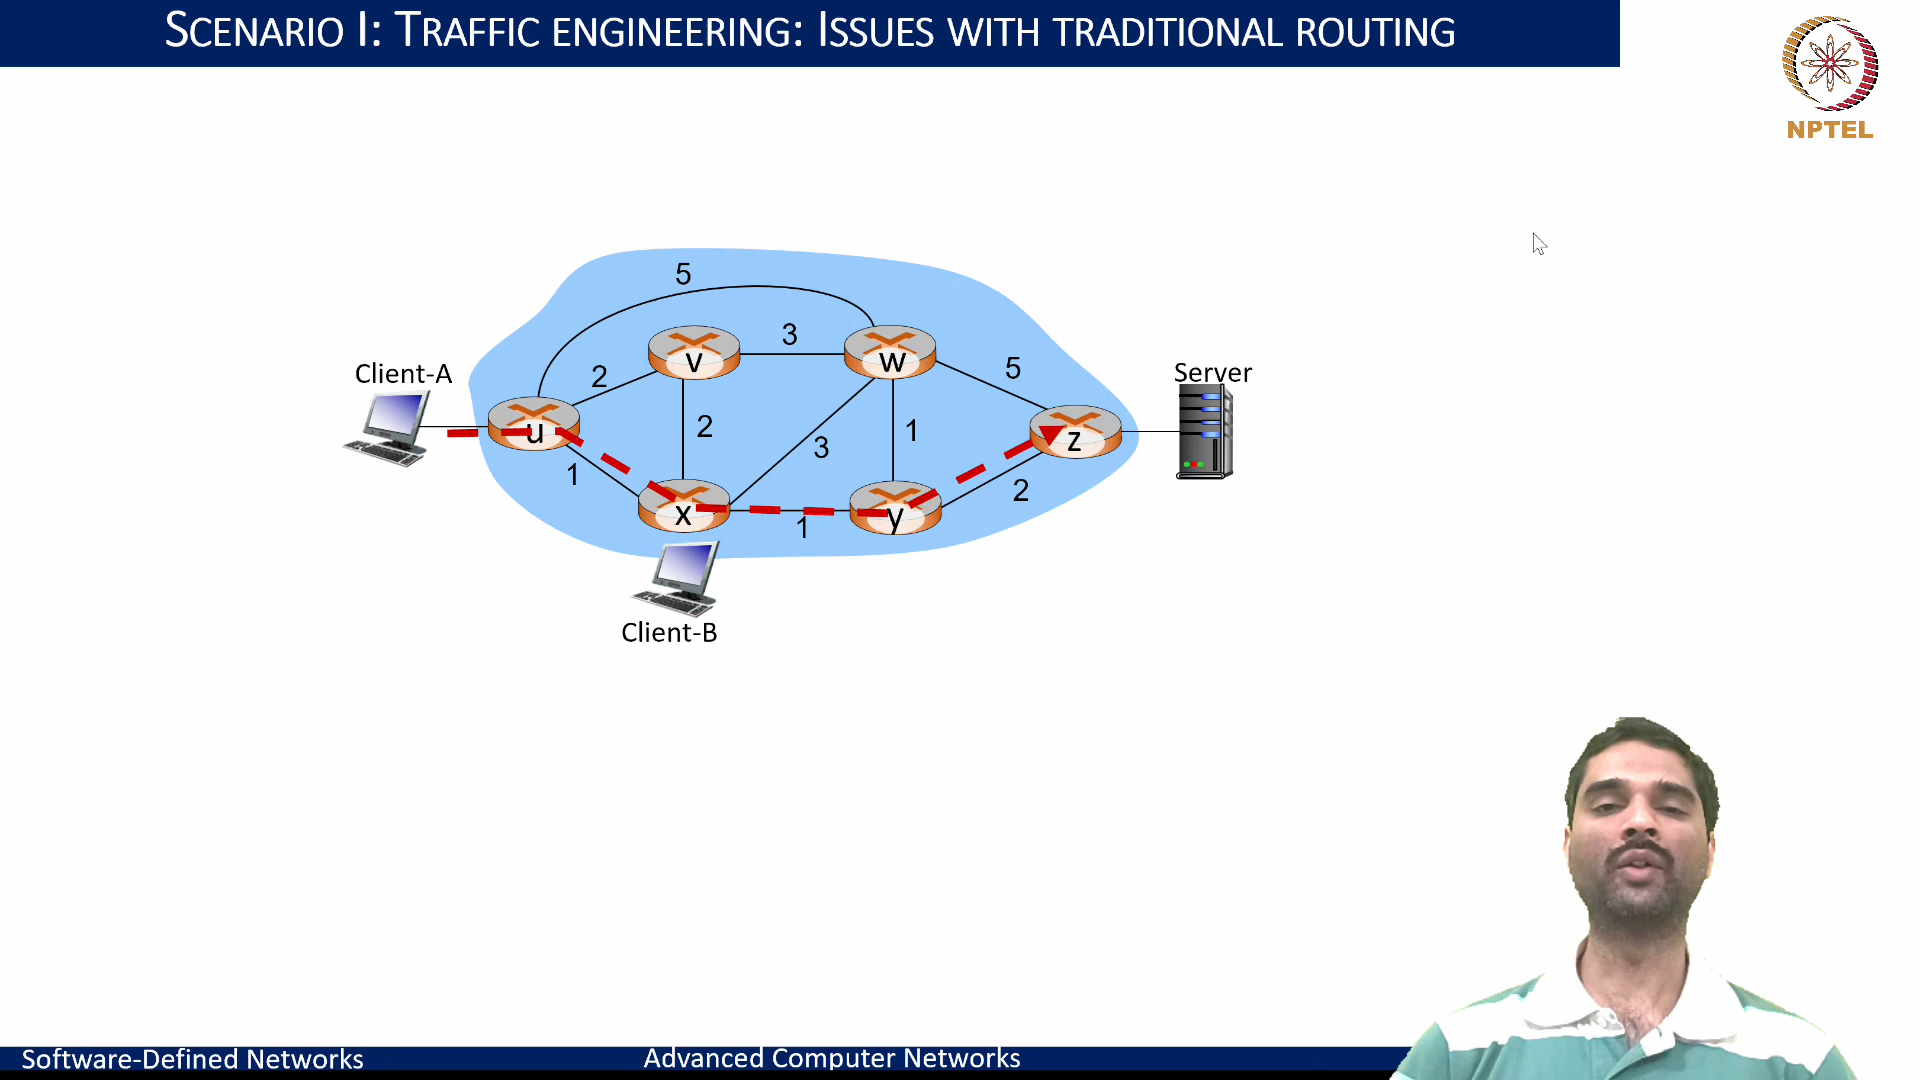 SCENARIO I: TRAFFIC ENGINEERING: ISSUES WITH TRADITIONAL ROUTING
NPTEL
5
3
v
w
Client-A
2
5
Server
u
2
3
1
z
1
x
1
y
2
Client-B
Software-Defined Networks
Advanced Computer Networks